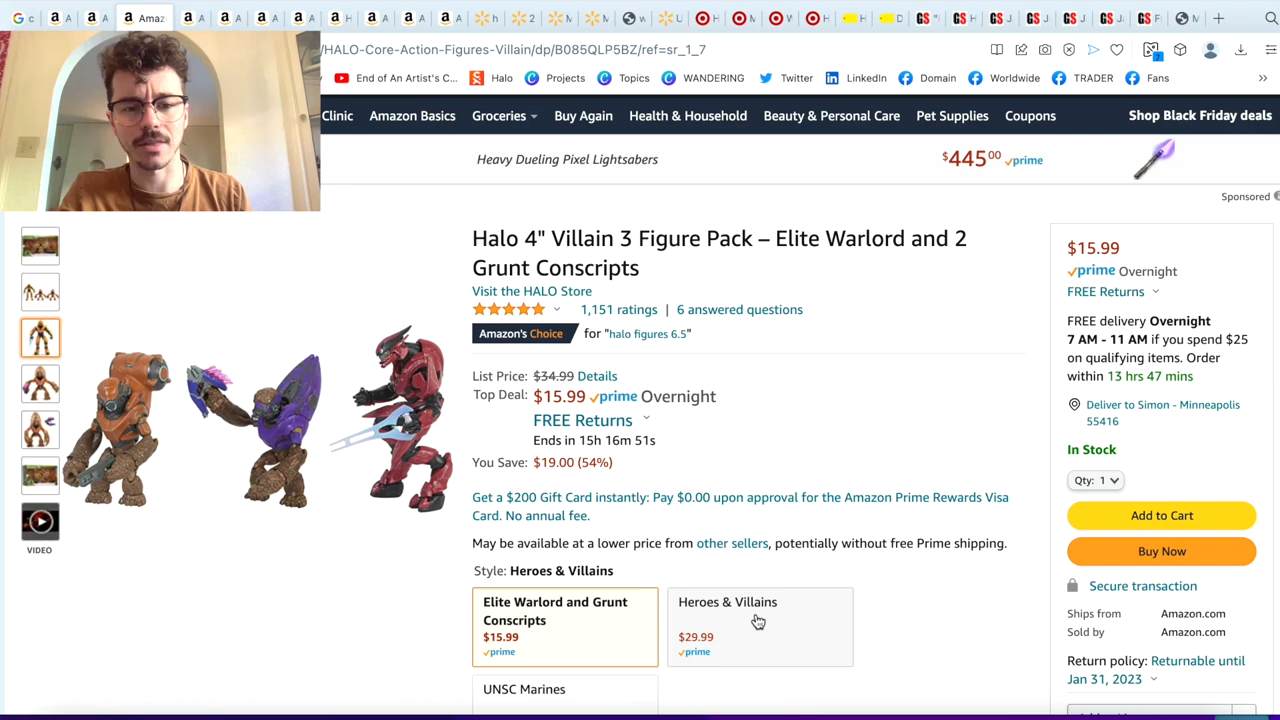 c
A
Amaz
A
A
A
A
H
A
A
A
h
2
M
M
w
U
H
M
W
H
H
D
"
H
J
J
J
J
F
M
/HALO-Core-Action-Figures-Villain/dp/B085QLP5BZ/ref=sr_1_7
7
End of An Artist's C...
Halo
Projects
Topics
WANDERING
Twitter
LinkedIn
Domain
Worldwide
TRADER
Fans
Clinic
Amazon Basics
Groceries
Buy Again
Health & Household
Beauty & Personal Care
Pet Supplies
Coupons
Shop Black Friday deals
Heavy Dueling Pixel Lightsabers
$44500 prime
Sponsored
Halo 4" Villain 3 Figure Pack – Elite Warlord and 2
Grunt Conscripts
Visit the HALO Store
1,151 ratings | 6 answered questions
Amazon's Choice for "halo figures 6.5"
List Price: $34.99 Details
Top Deal: $15.99 prime Overnight
FREE Returns
Ends in 15h 16m 51s
You Save: $19.00 (54%)
Get a $200 Gift Card instantly: Pay $0.00 upon approval for the Amazon Prime Rewards Visa
Card. No annual fee.
May be available at a lower price from other sellers, potentially without free Prime shipping.
Style: Heroes & Villains
Elite Warlord and Grunt
Conscripts
$15.99
prime
Heroes & Villains
$29.99
prime
UNSC Marines
VIDEO
$15.99
prime Overnight
FREE Returns
FREE delivery Overnight
7 AM - 11 AM if you spend $25
on qualifying items. Order
within 13 hrs 47 mins
Deliver to Simon - Minneapolis
55416
In Stock
Qty: 1
Add to Cart
Buy Now
Secure transaction
Ships from Amazon.com
Sold by Amazon.com
Return policy: Returnable until
Jan 31, 2023